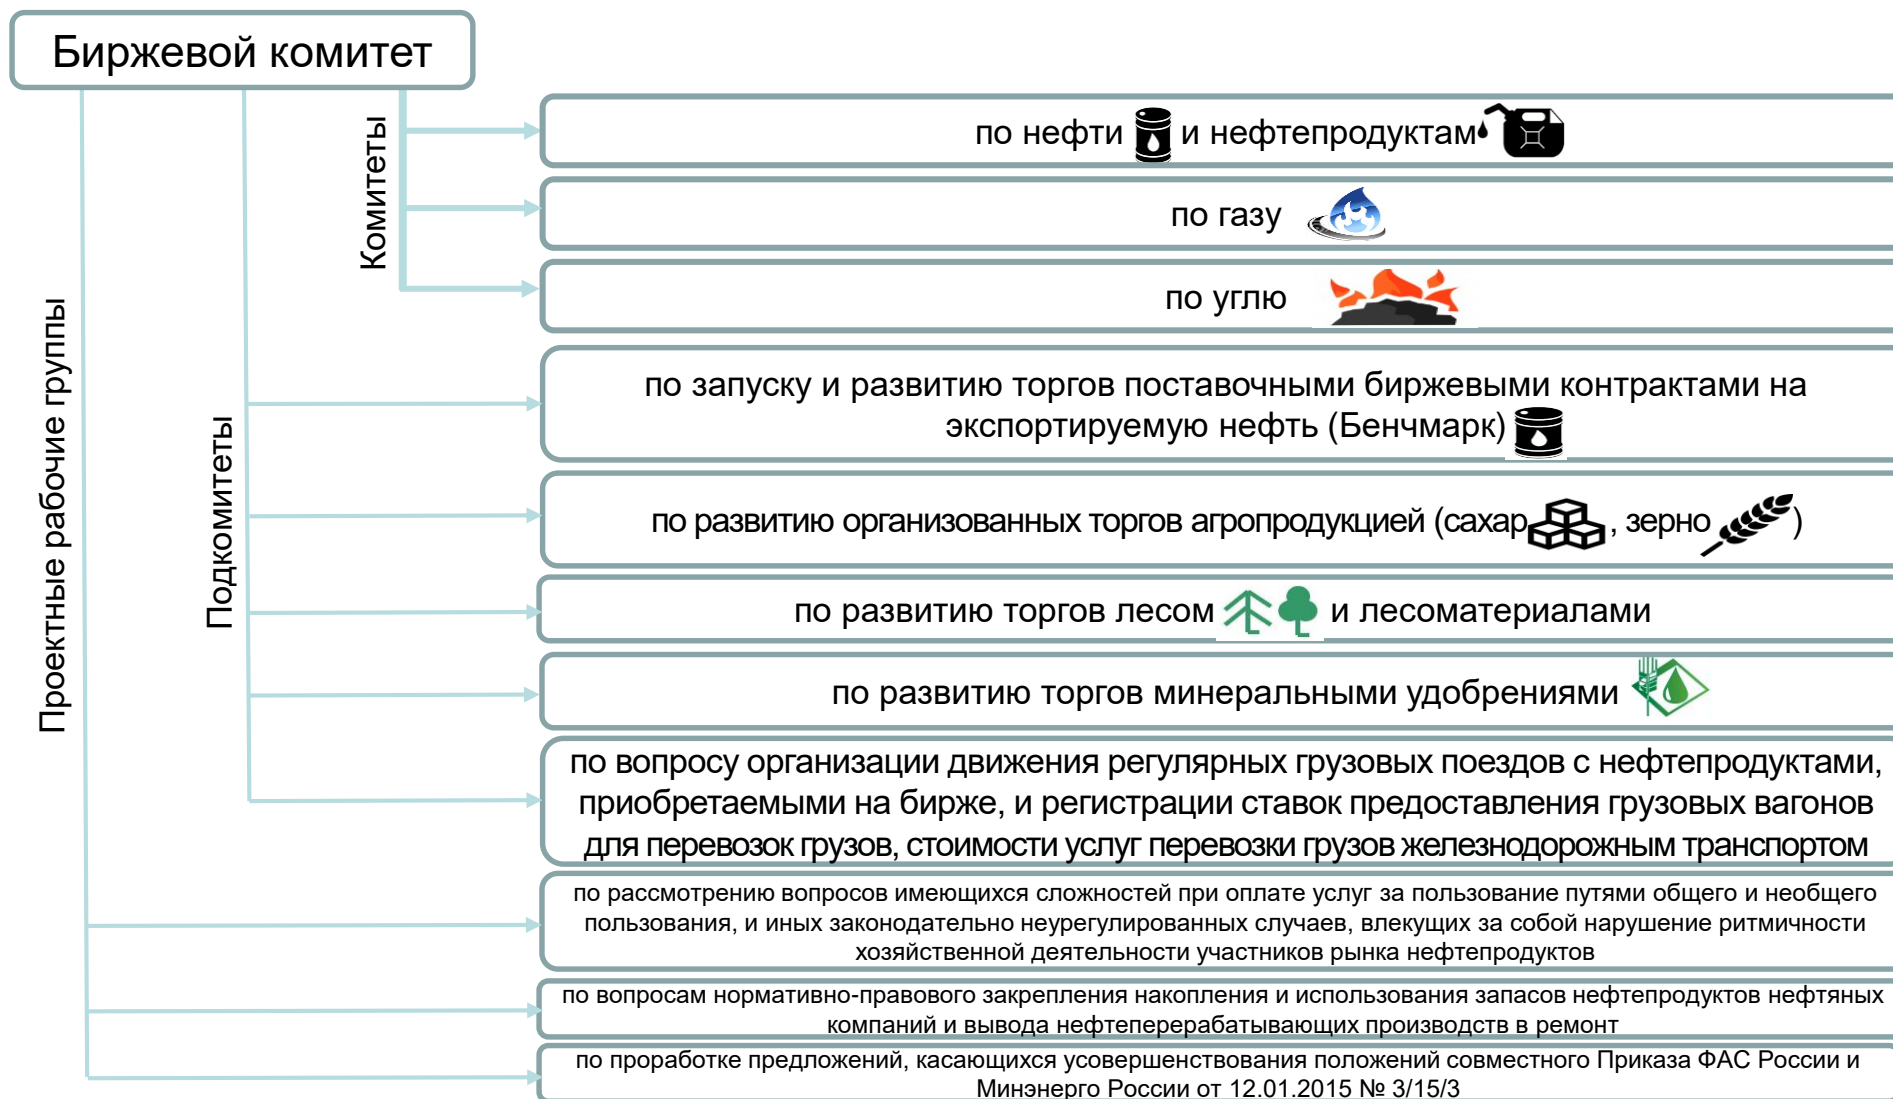 Биржевой комитет
Комитеты
по нефти и нефтепродуктам
по газу
по углю
Подкомитеты
по запуску и развитию торгов поставочными биржевыми контрактами на
экспортируемую нефть (Бенчмарк)
по развитию организованных торгов агропродукцией (сахар, зерно)
по развитию торгов лесом и лесоматериалами
по развитию торгов минеральными удобрениями
по вопросу организации движения регулярных грузовых поездов с нефтепродуктами,
приобретаемыми на бирже, и регистрации ставок предоставления грузовых вагонов
для перевозок грузов, стоимости услуг перевозки грузов железнодорожным транспортом
Проектные рабочие группы
по рассмотрению вопросов имеющихся сложностей при оплате услуг за пользование путями общего и необщего
пользования, и иных законодательно неурегулированных случаев, влекущих за собой нарушение ритмичности
хозяйственной деятельности участников рынка нефтепродуктов
по вопросам нормативно-правового закрепления накопления и использования запасов нефтепродуктов нефтяных
компаний и вывода нефтеперерабатывающих производств в ремонт
по проработке предложений, касающихся усовершенствования положений совместного Приказа ФАС России и
Минэнерго России от 12.01.2015 № 3/15/3